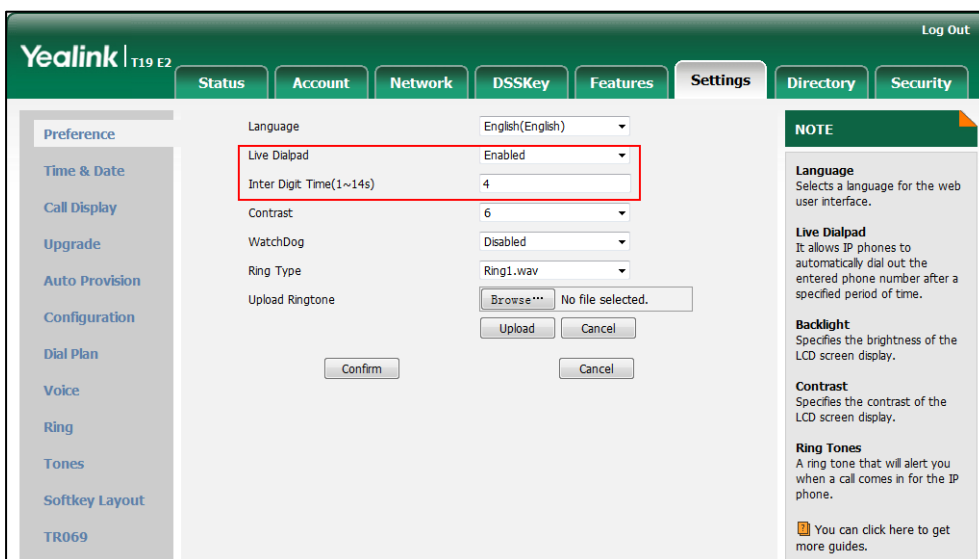 Log Out
Yealink | T19 E2
Status Account Network DSSKey Features Settings Directory Security
Preference
Time & Date
Call Display
Upgrade
Auto Provision
Configuration
Dial Plan
Voice
Ring
Tones
Softkey Layout
TR069
Language English(English)
Live Dialpad Enabled
Inter Digit Time(1~14s) 4
Contrast 6
WatchDog Disabled
Ring Type Ring1.wav
Upload Ringtone Browse··· No file selected.
Upload Cancel
Confirm Cancel
NOTE
Language
Selects a language for the web
user interface.
Live Dialpad
It allows IP phones to
automatically dial out the
entered phone number after a
specified period of time.
Backlight
Specifies the brightness of the
LCD screen display.
Contrast
Specifies the contrast of the
LCD screen display.
Ring Tones
A ring tone that will alert you
when a call comes in for the IP
phone.
? You can click here to get
more guides.